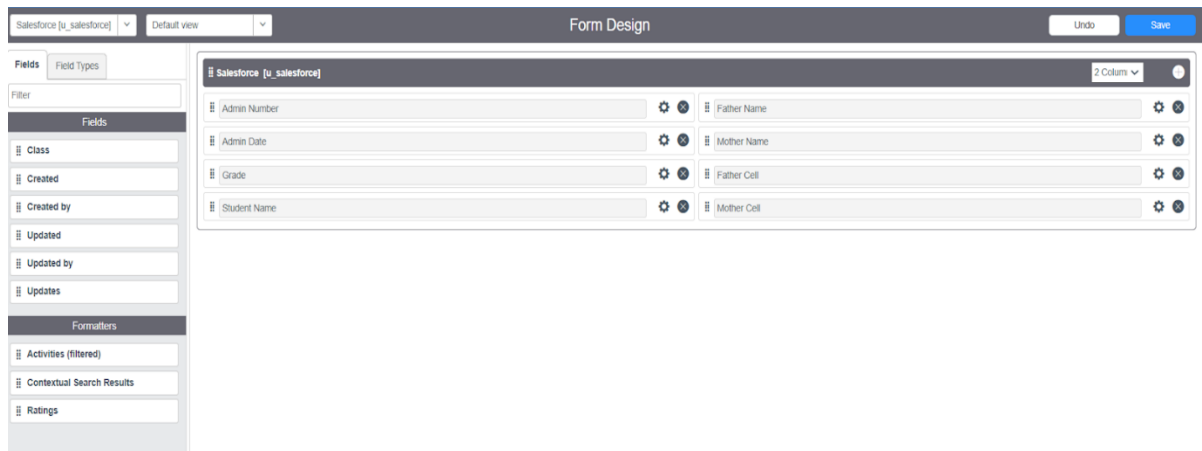 Salesforce [u_salesforce] Default view Form Design Undo Save
Fields Field Types
Filter
Fields
Class
Created
Created by
Updated
Updated by
Updates
Formatters
Activities (filtered)
Contextual Search Results
Ratings
Salesforce [u_salesforce] 2 Colum
Admin Number Father Name
Admin Date Mother Name
Grade Father Cell
Student Name Mother Cell